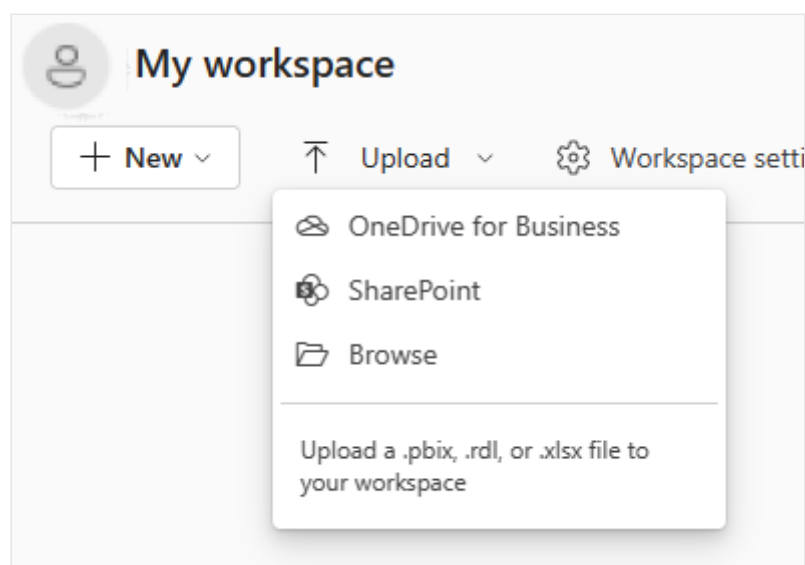 My workspace
New
Upload
Workspace setti
OneDrive for Business
SharePoint
Browse
Upload a .pbix, .rdl, or .xlsx file to
your workspace